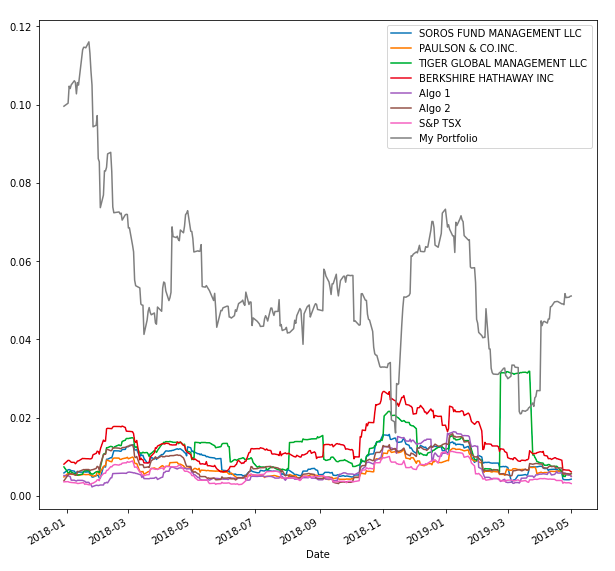 SOROS FUND MANAGEMENT LLC
PAULSON & CO.INC.
TIGER GLOBAL MANAGEMENT LLC
BERKSHIRE HATHAWAY INC
Algo 1
Algo 2
S&P TSX
My Portfolio
0.12
0.10
0.08
0.06
0.04
0.02
0.00
2018-01
2018-03
2018-05
2018-07
2018-09
2018-11
2019-01
2019-03
2019-05
Date